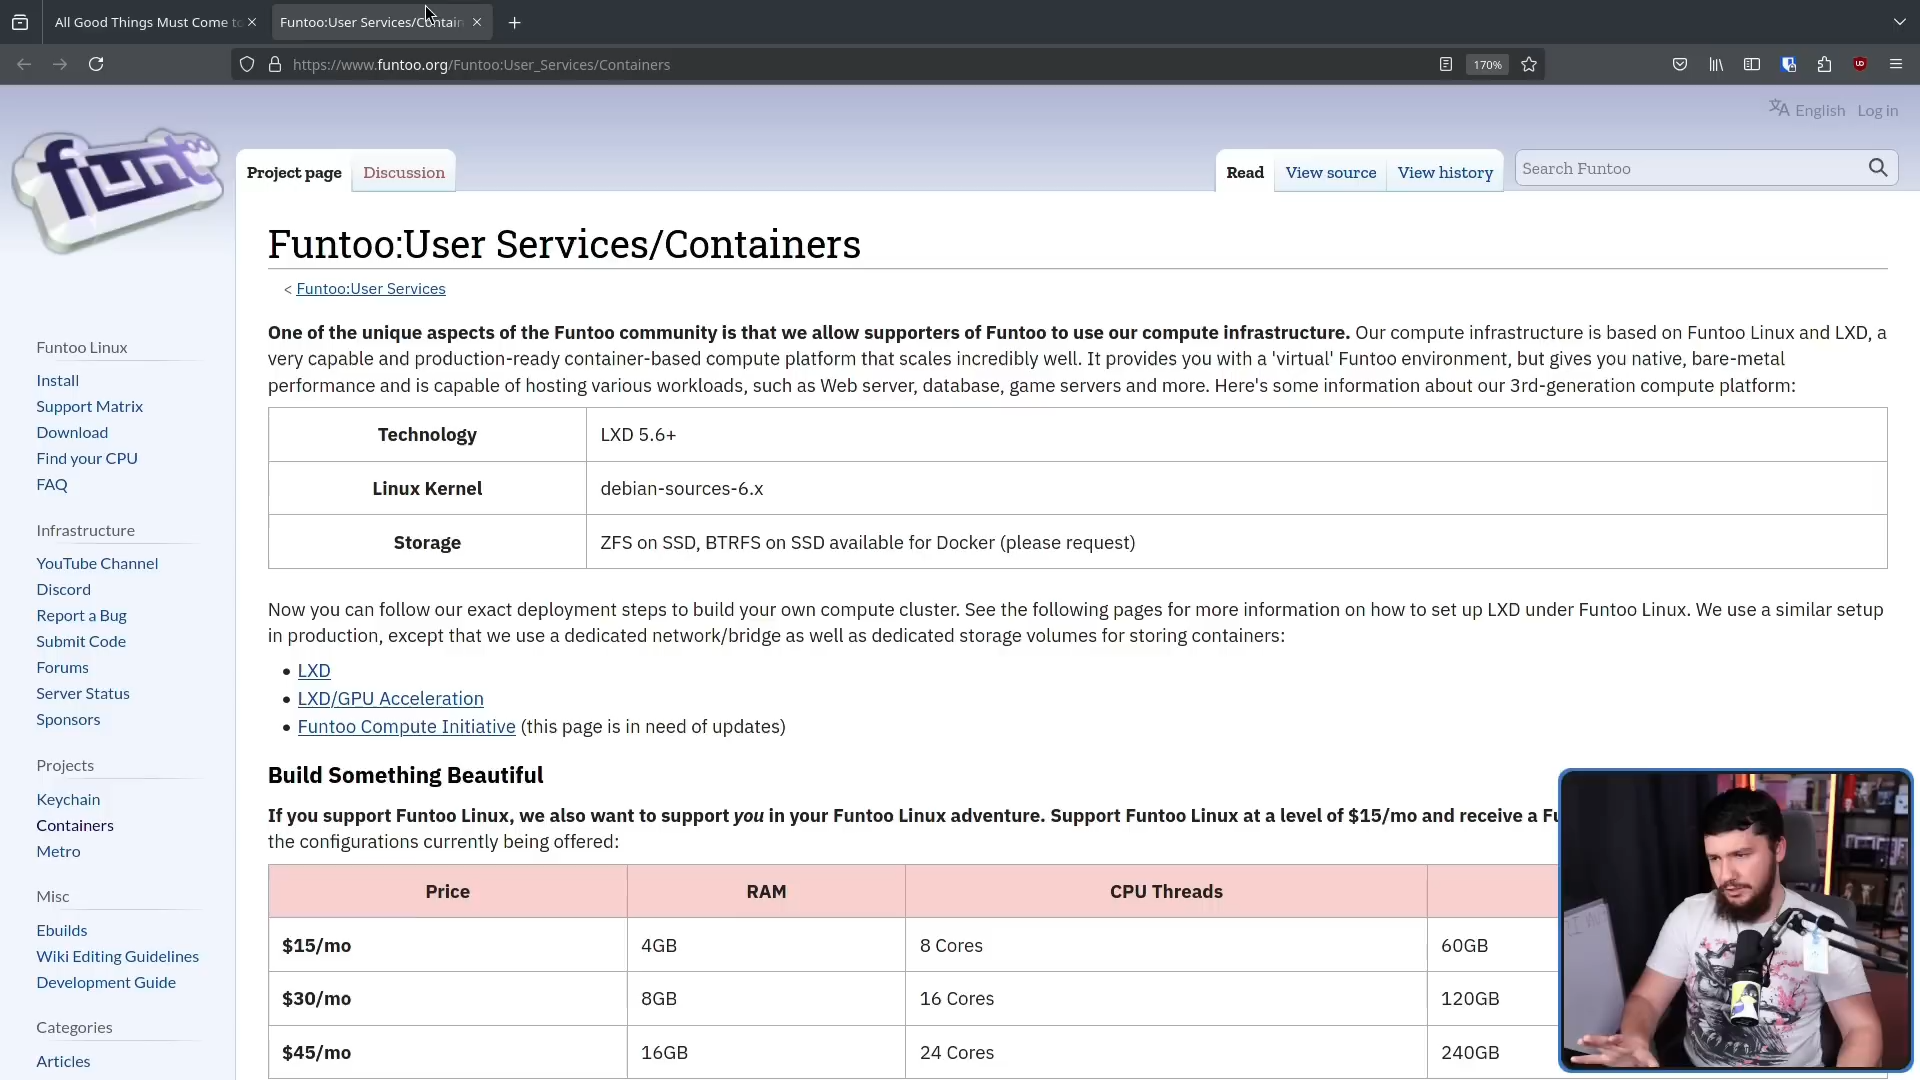 All Good Things Must Come to
Funtoo:User Services/Contain
https://www.funtoo.org/Funtoo:User_Services/Containers
170%
English Log in
funtoo
Project page Discussion
Read View source View history
Search Funtoo
Funtoo:User Services/Containers
< Funtoo:User Services
One of the unique aspects of the Funtoo community is that we allow supporters of Funtoo to use our compute infrastructure. Our compute infrastructure is based on Funtoo Linux and LXD, a
very capable and production-ready container-based compute platform that scales incredibly well. It provides you with a 'virtual' Funtoo environment, but gives you native, bare-metal
performance and is capable of hosting various workloads, such as Web server, database, game servers and more. Here's some information about our 3rd-generation compute platform:
Technology LXD 5.6+
Linux Kernel debian-sources-6.x
Storage ZFS on SSD, BTRFS on SSD available for Docker (please request)
Now you can follow our exact deployment steps to build your own compute cluster. See the following pages for more information on how to set up LXD under Funtoo Linux. We use a similar setup
in production, except that we use a dedicated network/bridge as well as dedicated storage volumes for storing containers:
• LXD
• LXD/GPU Acceleration
• Funtoo Compute Initiative (this page is in need of updates)
Build Something Beautiful
If you support Funtoo Linux, we also want to support you in your Funtoo Linux adventure. Support Funtoo Linux at a level of $15/mo and receive a
the configurations currently being offered:
Price RAM CPU Threads
$15/mo 4GB 8 Cores 60GB
$30/mo 8GB 16 Cores 120GB
$45/mo 16GB 24 Cores 240GB
Funtoo Linux
Install
Support Matrix
Download
Find your CPU
FAQ
Infrastructure
YouTube Channel
Discord
Report a Bug
Submit Code
Forums
Server Status
Sponsors
Projects
Keychain
Containers
Metro
Misc
Ebuilds
Wiki Editing Guidelines
Development Guide
Categories
Articles